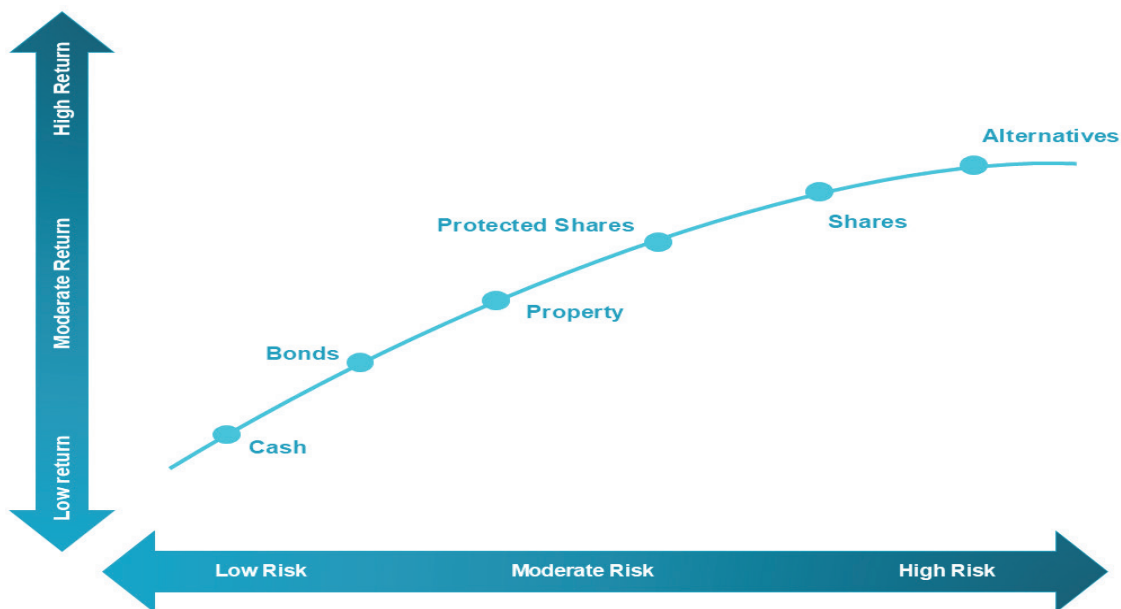 High Return
Moderate Return
Low return
Alternatives
Shares
Protected Shares
Property
Bonds
Cash
Low Risk
Moderate Risk
High Risk